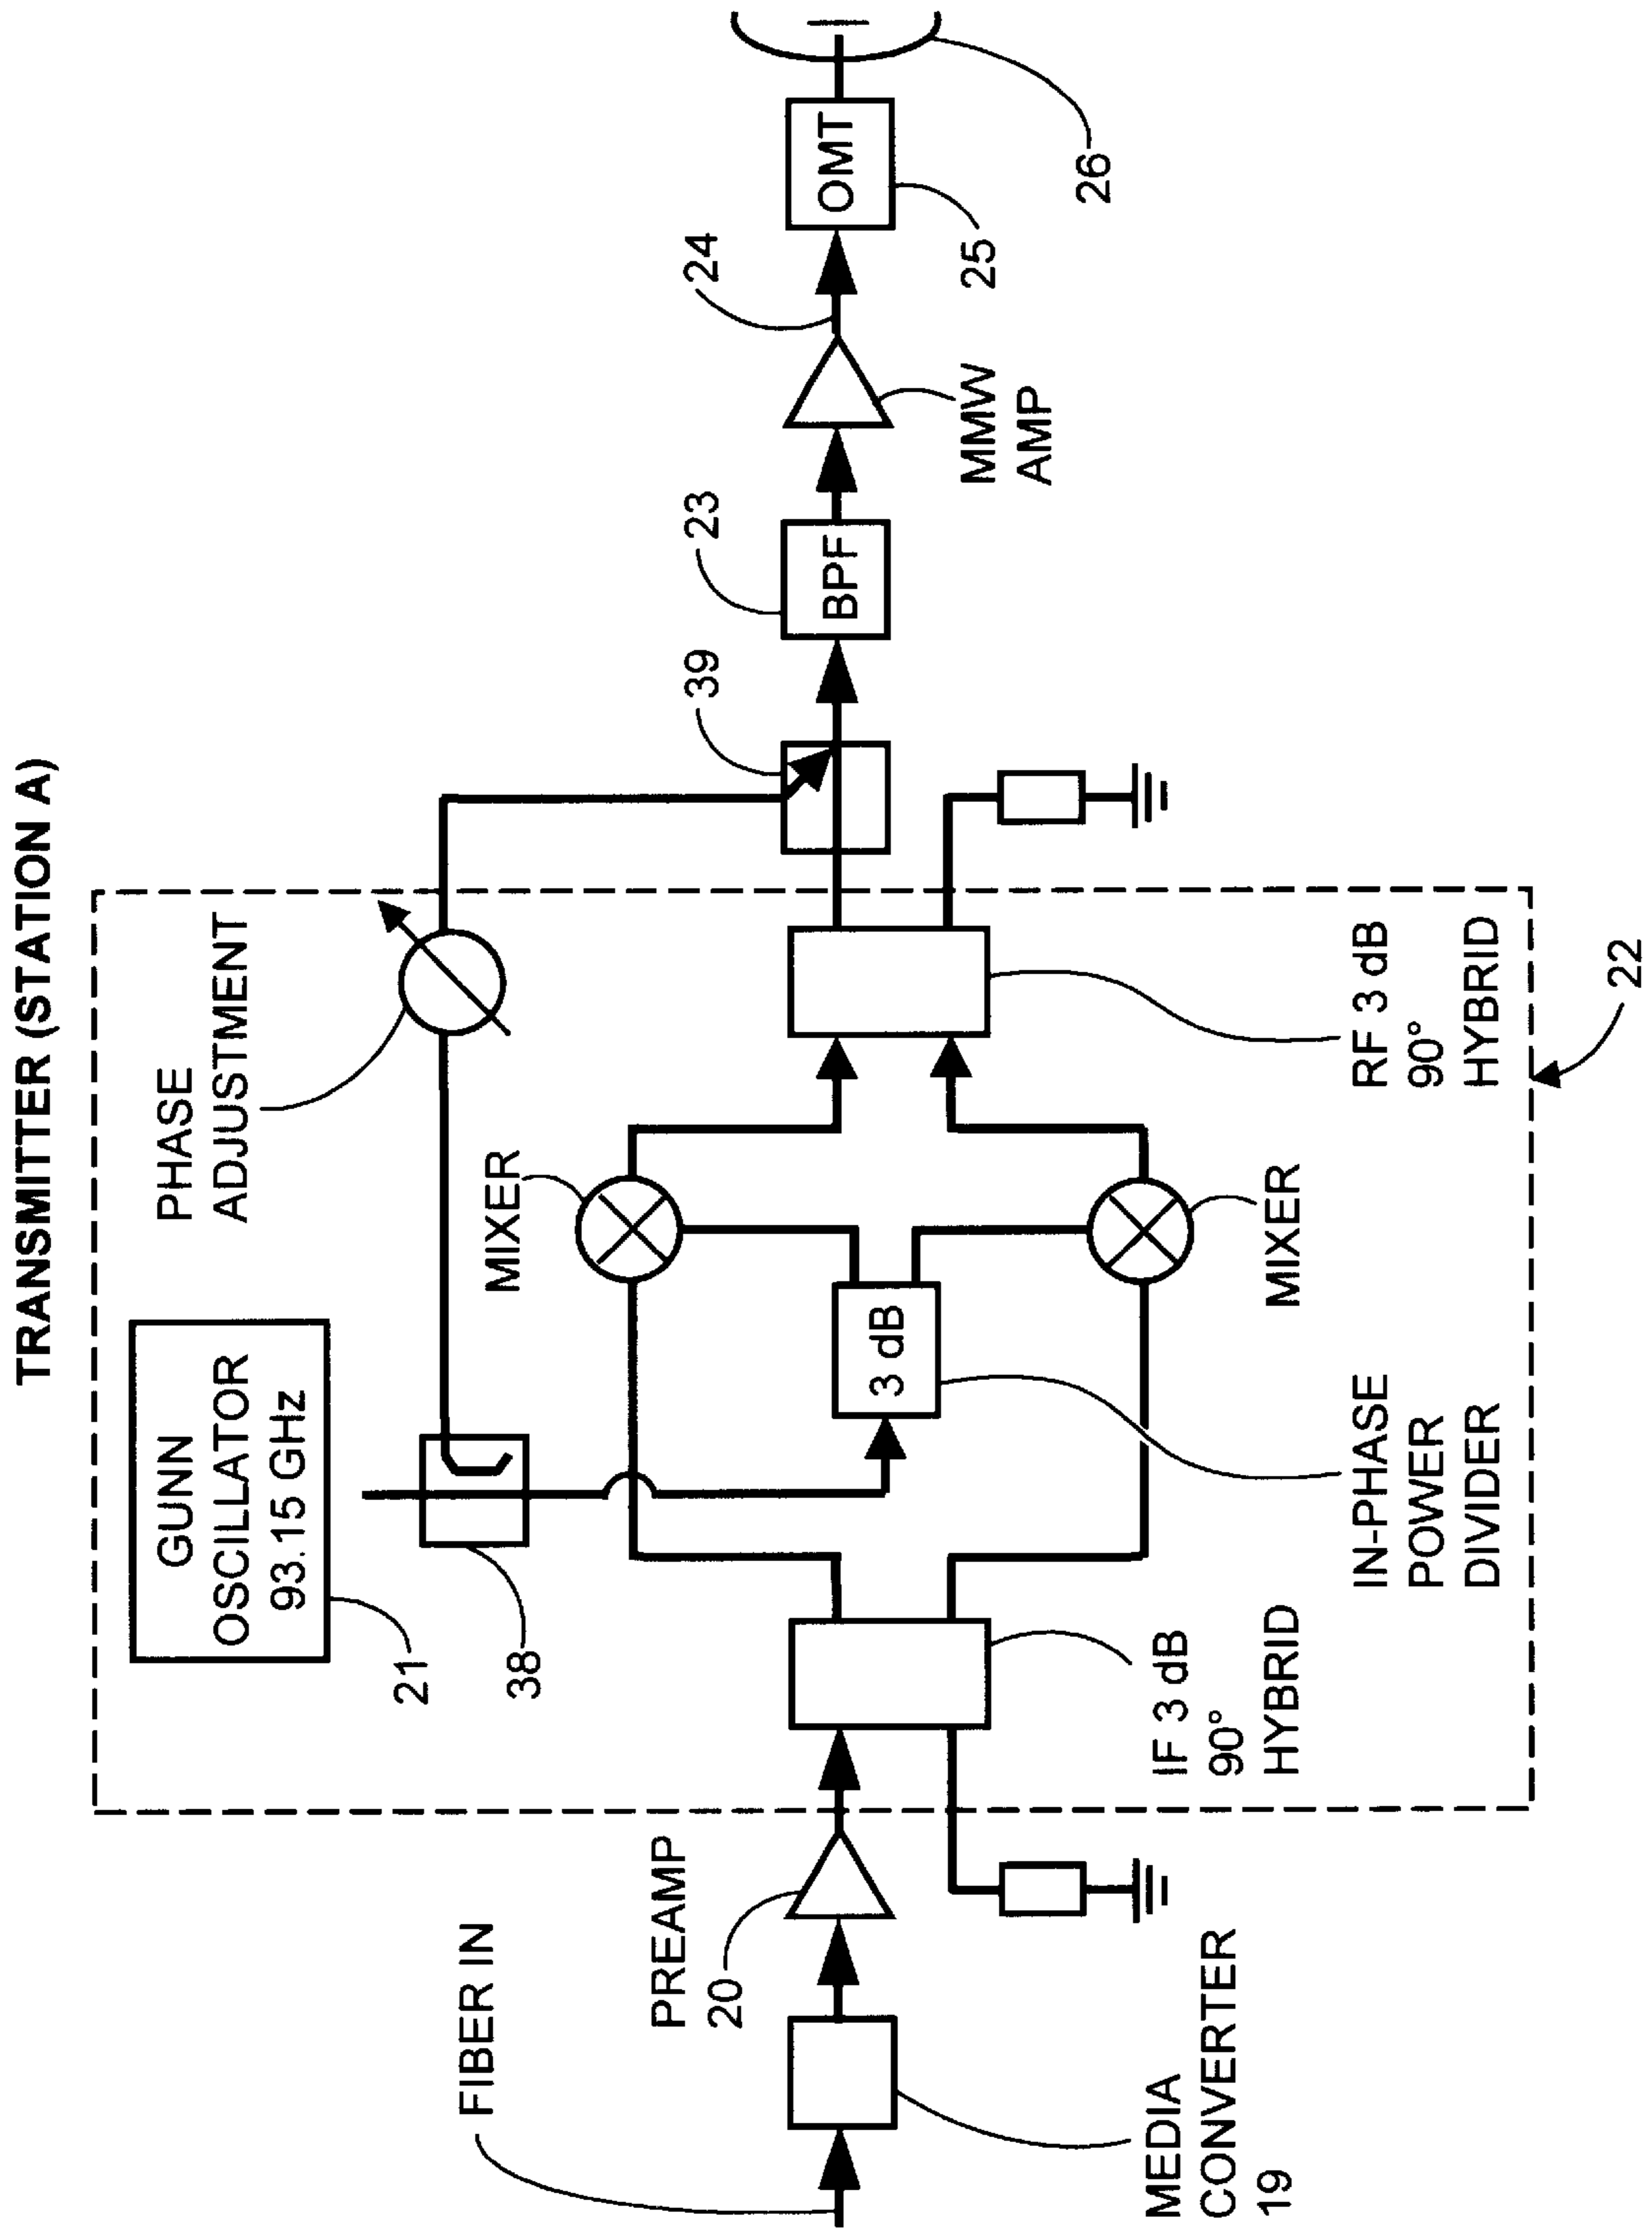 TRANSMITTER (STATION A)
GUNN
OSCILLATOR
93.15 GHz
21
38
PHASE
ADJUSTMENT
FIBER IN
MIXER
PREAMP
20
39
23
24
3 dB
BPF
OMT
MMW
AMP
25
26
MEDIA
CONVERTER
19
IF 3 dB
90°
HYBRID
MIXER
IN-PHASE
POWER
DIVIDER
RF 3 dB
90°
HYBRID
22